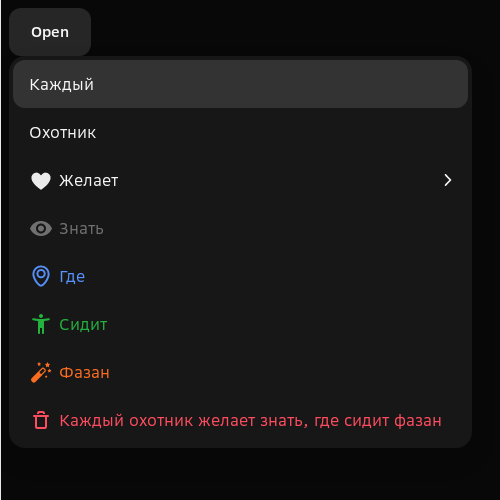 Open
Каждый
Охотник
Желает
Знать
Где
Сидит
Фазан
Каждый охотник желает знать, где сидит фазан